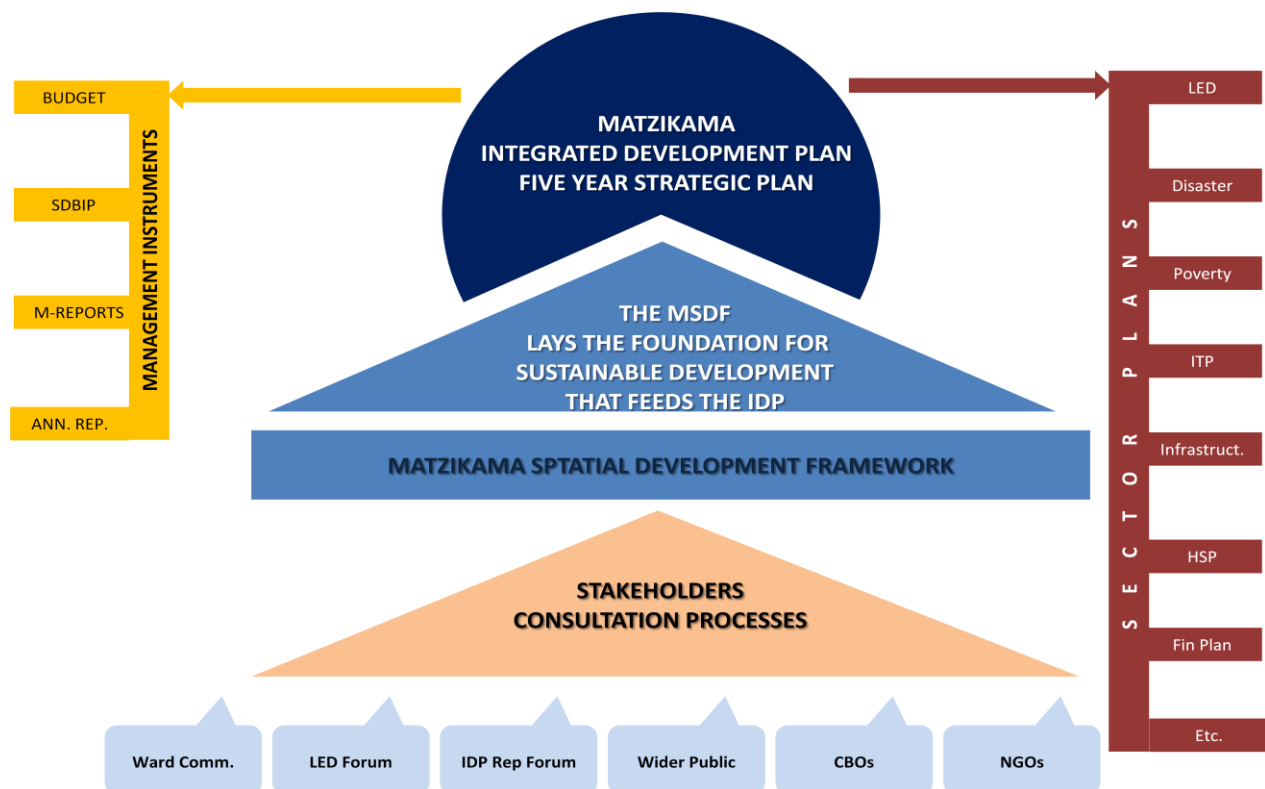 BUDGET
SDBIP
M-REPORTS
ANN. REP.
MANAGEMENT INSTRUMENTS
MATZIKAMA
INTEGRATED DEVELOPMENT PLAN
FIVE YEAR STRATEGIC PLAN
THE MSDF
LAYS THE FOUNDATION FOR
SUSTAINABLE DEVELOPMENT
THAT FEEDS THE IDP
MATZIKAMA SPTATIAL DEVELOPMENT FRAMEWORK
STAKEHOLDERS
CONSULTATION PROCESSES
Ward Comm.
LED Forum
IDP Rep Forum
Wider Public
CBOs
NGOs
SECTOR PLANS
LED
Disaster
Poverty
ITP
Infrastruct.
HSP
Fin Plan
Etc.